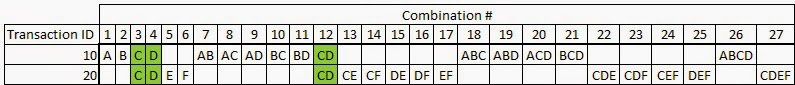 Combination #
Transaction ID 1 2 3 4 5 6 7 8 9 10 11 12 13 14 15 16 17 18 19 20 21 22 23 24 25 26 27
10 A B C D AB AC AD BC BD CD ABC ABD ACD BCD ABCD
20 C D E F CD CE CF DE DF EF CDE CDF CEF DEF CDEF